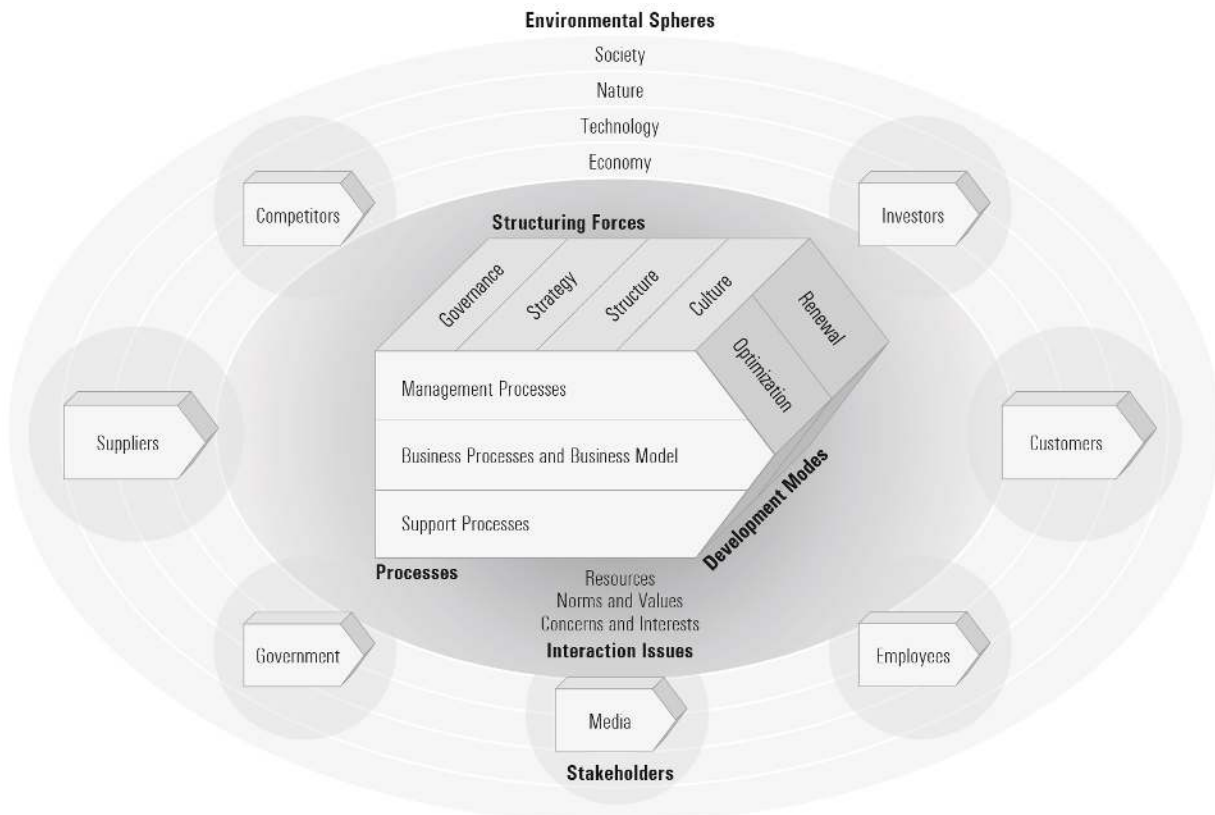 Environmental Spheres
Society
Nature
Technology
Economy
Competitors
Investors
Structuring Forces
Governance
Strategy
Structure
Culture
Renewal
Optimization
Management Processes
Business Processes and Business Model
Support Processes
Suppliers
Customers
Development Modes
Processes
Resources
Norms and Values
Concerns and Interests
Interaction Issues
Government
Employees
Media
Stakeholders